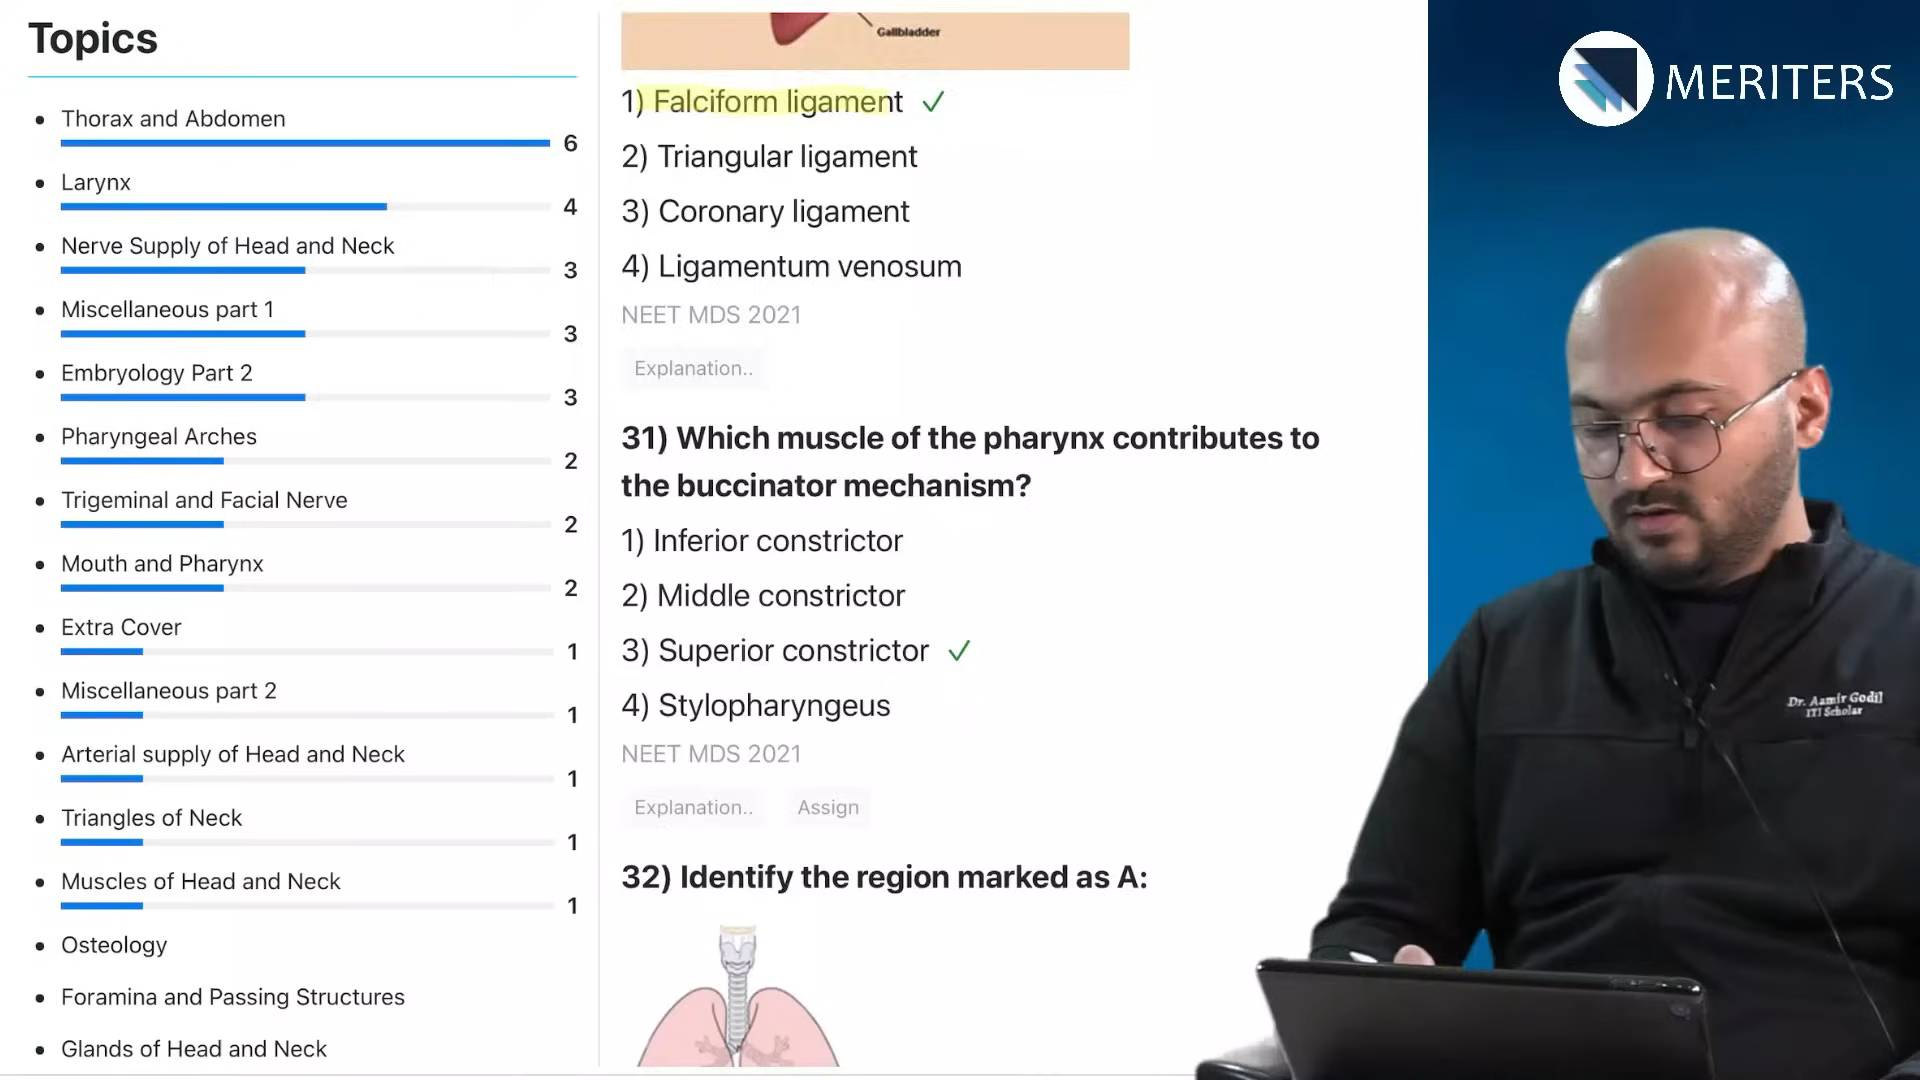 Topics
Thorax and Abdomen
6
Larynx
4
Nerve Supply of Head and Neck
3
Miscellaneous part 1
3
Embryology Part 2
3
Pharyngeal Arches
2
Trigeminal and Facial Nerve
2
Mouth and Pharynx
2
Extra Cover
1
Miscellaneous part 2
1
Arterial supply of Head and Neck
1
Triangles of Neck
1
Muscles of Head and Neck
1
Osteology
Foramina and Passing Structures
Glands of Head and Neck
Gallbladder
1) Falciform ligament ✓
2) Triangular ligament
3) Coronary ligament
4) Ligamentum venosum
NEET MDS 2021
Explanation..
31) Which muscle of the pharynx contributes to
the buccinator mechanism?
1) Inferior constrictor
2) Middle constrictor
3) Superior constrictor ✓
4) Stylopharyngeus
NEET MDS 2021
Explanation.. Assign
32) Identify the region marked as A:
MERITERS
Dr. Aamir Godil
ITI Scholar